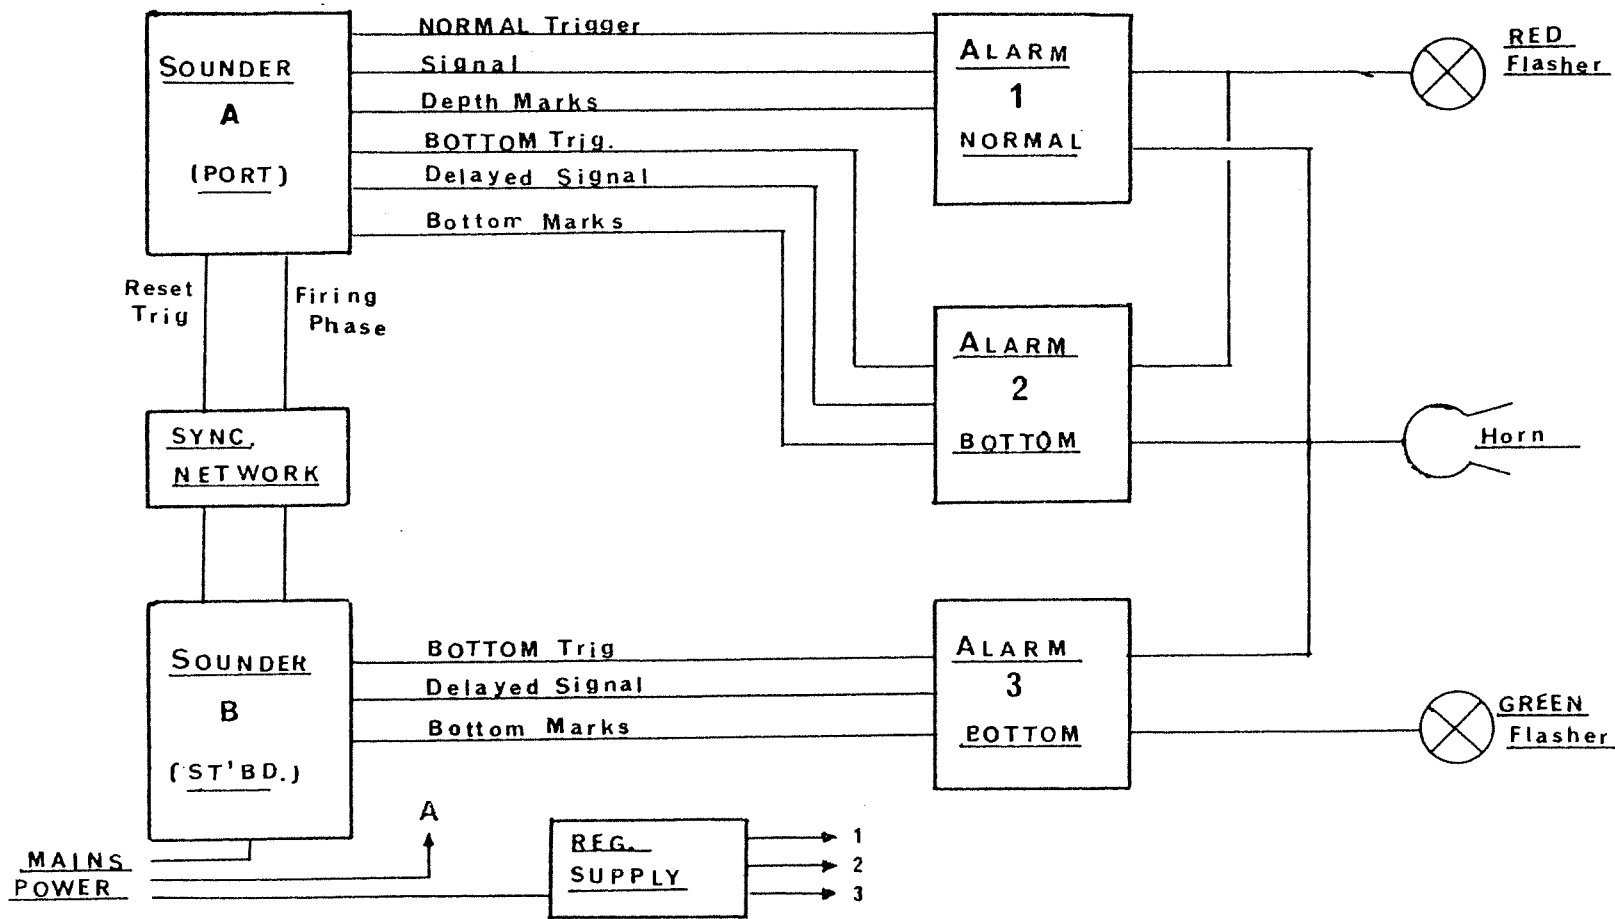 SOUNDER
A
(PORT)
NORMAL Trigger
Signal
Depth Marks
BOTTOM Trig.
Delayed Signal
Bottom Marks
ALARM
1
NORMAL
RED
Flasher
Reset
Trig
Firing
Phase
ALARM
2
BOTTOM
SYNC.
NETWORK
Horn
SOUNDER
B
(ST'BD.)
BOTTOM Trig
Delayed Signal
Bottom Marks
ALARM
3
BOTTOM
GREEN
Flasher
MAINS
POWER
A
REG.
SUPPLY
1
2
3